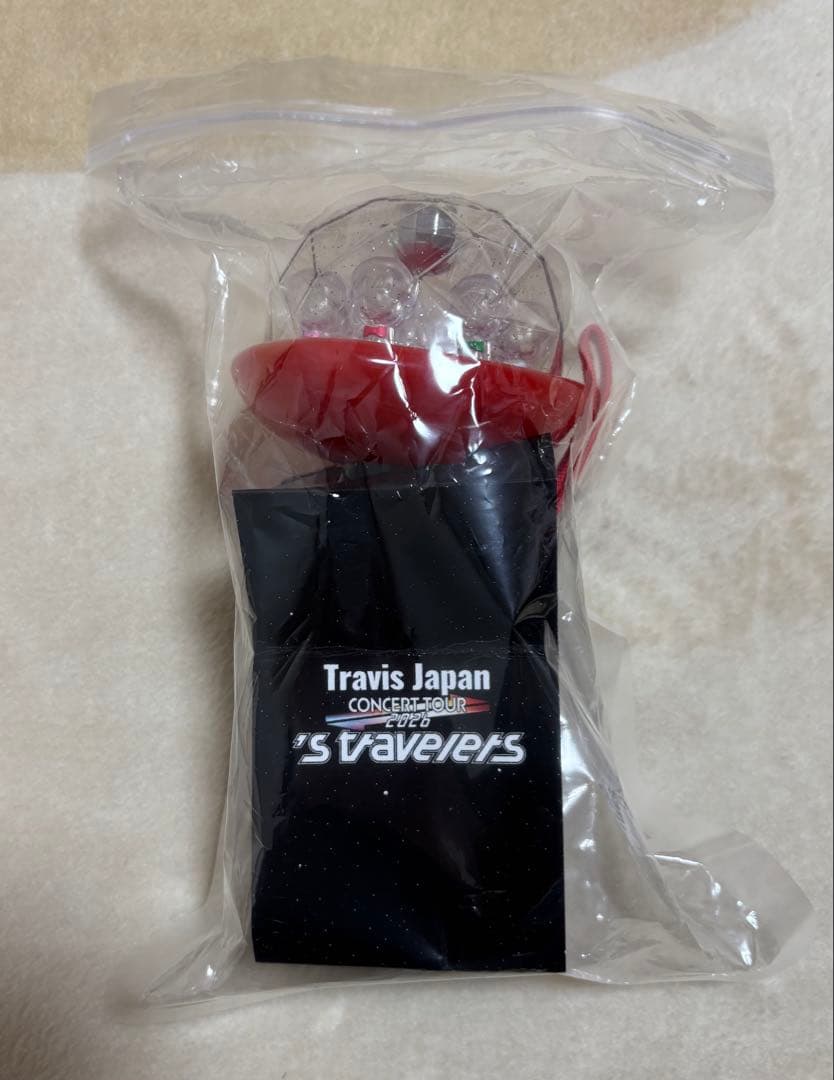 Travis Japan
CONCERT TOUR
2026
's travelers